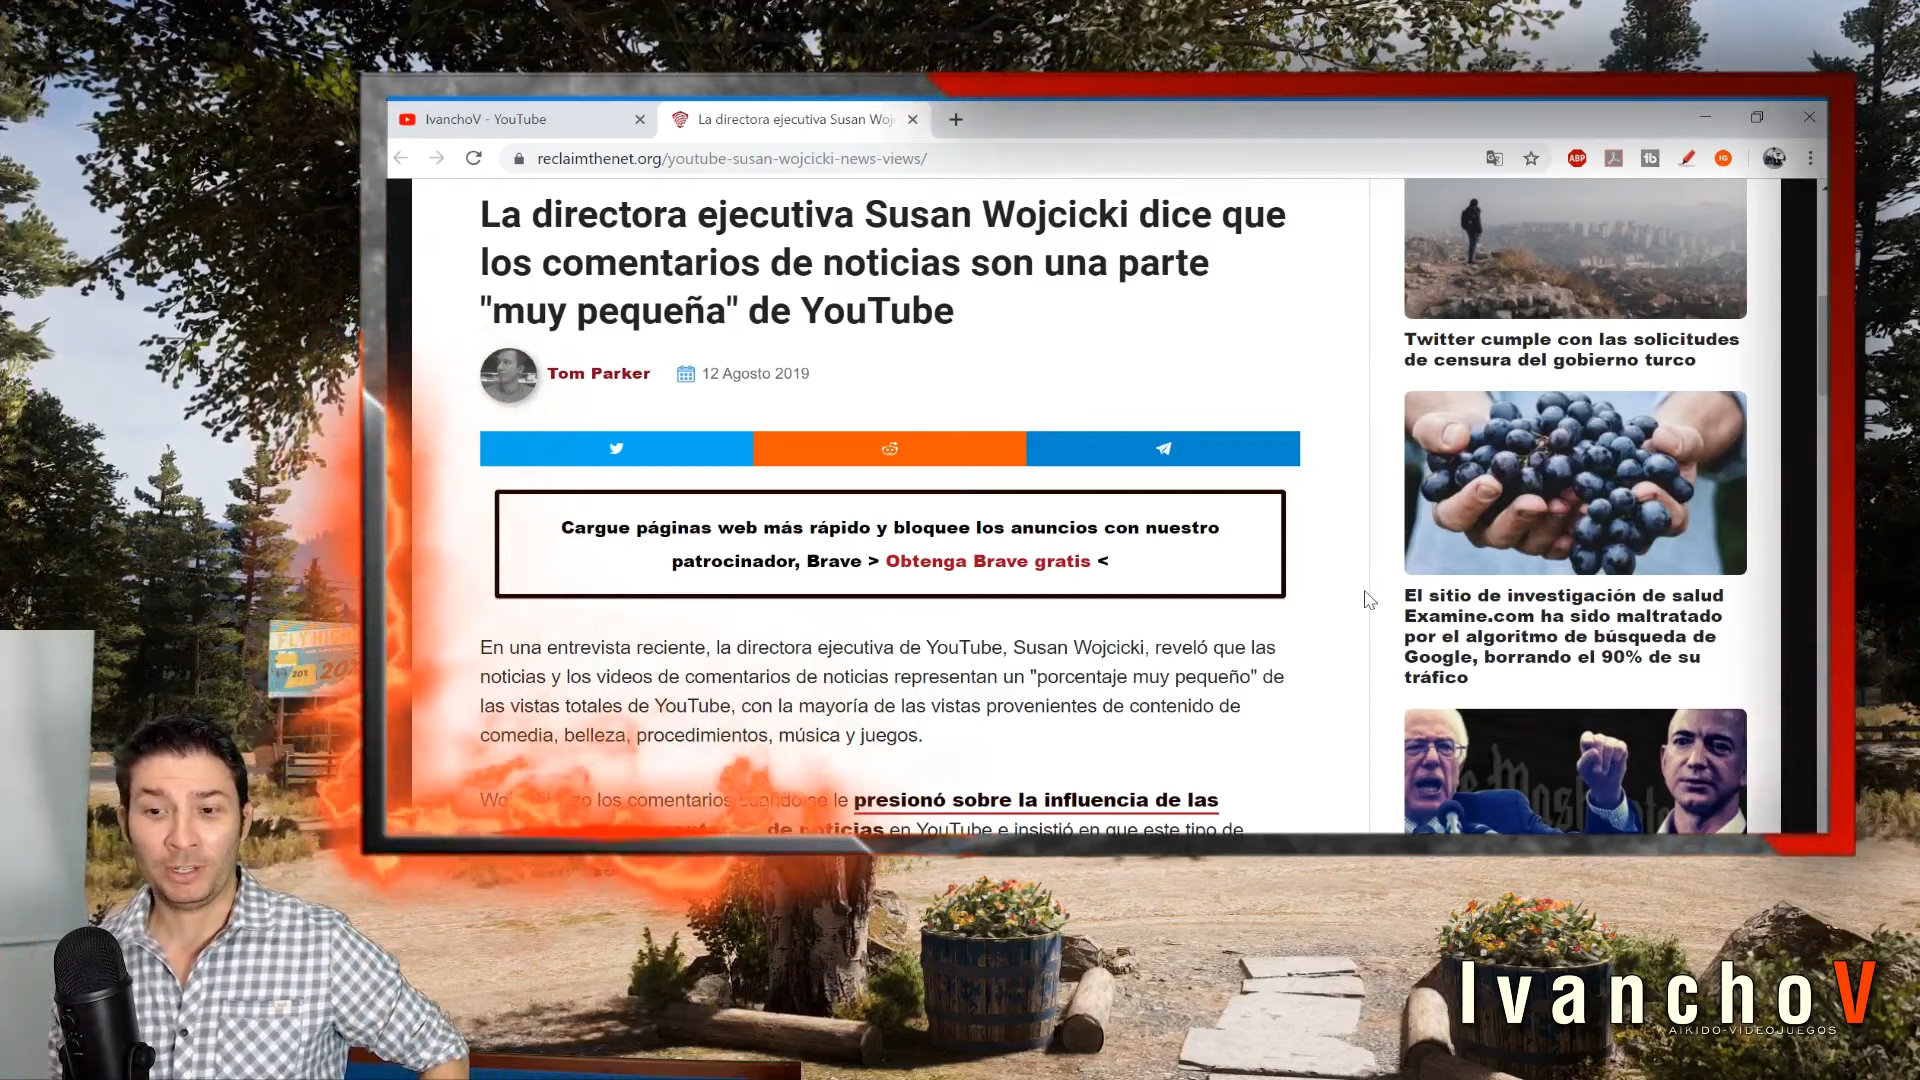 IvanchoV - YouTube
La directora ejecutiva Susan Woj
reclaimthenet.org/youtube-susan-wojcicki-news-views/
ABP
La directora ejecutiva Susan Wojcicki dice que
los comentarios de noticias son una parte
"muy pequeña" de YouTube
Tom Parker
12 Agosto 2019
Cargue páginas web más rápido y bloquee los anuncios con nuestro
patrocinador, Brave > Obtenga Brave gratis <
En una entrevista reciente, la directora ejecutiva de YouTube, Susan Wojcicki, reveló que las
noticias y los videos de comentarios de noticias representan un "porcentaje muy pequeño" de
las vistas totales de YouTube, con la mayoría de las vistas provenientes de contenido de
comedia, belleza, procedimientos, música y juegos.
los comentarios cuando se le presionó sobre la influencia de las
de noticias en YouTube e insistió en que este tipo de
Twitter cumple con las solicitudes
de censura del gobierno turco
El sitio de investigación de salud
Examine.com ha sido maltratado
por el algoritmo de búsqueda de
Google, borrando el 90% de su
tráfico
FLY HIGH
20%
IvanchoV
AIKIDO-VIDEOJUEGOS